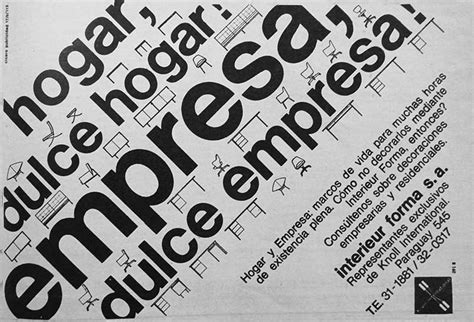 hogar,
dulce hogar!
empresa,
dulce empresa!
Hogar y Empresa: marcos de vida para muchas horas
de existencia plena. Cómo no decorarlos mediante
Interieur Forma, entonces?
Consúltenos sobre decoraciones
empresarias y residenciales.
interieur forma s.a.
Representantes exclusivos
de Knoll International.
Paraguay 545
T.E. 31-1881/32-0317